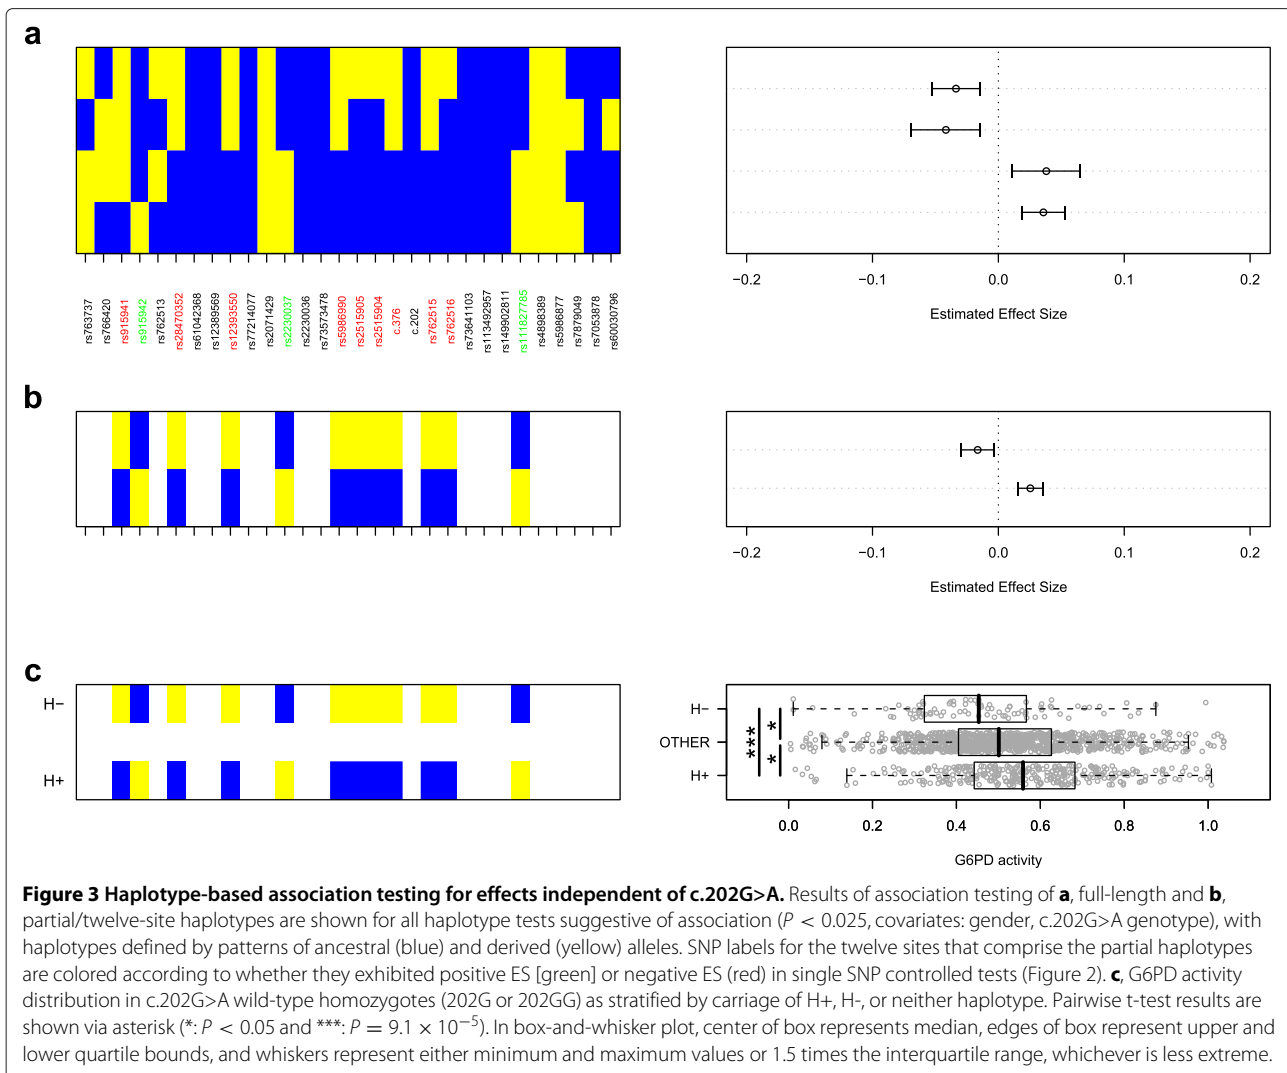 a
−0.2 −0.1 0.0 0.1 0.2
Estimated Effect Size
rs763737
rs766420
rs915941
rs915942
rs762513
rs28470352
rs61042368
rs12389569
rs12393550
rs77214077
rs2071429
rs2230037
rs2230036
rs73573478
rs5986990
rs2515905
rs2515904
c.376
c.202
rs762515
rs762516
rs73641103
rs113492957
rs149902811
rs111827785
rs4898389
rs5986877
rs7879049
rs7053878
rs60030796
b
−0.2 −0.1 0.0 0.1 0.2
Estimated Effect Size
c
H−
H+
H−
OTHER
H+
***
*
*
0.0 0.2 0.4 0.6 0.8 1.0
G6PD activity
Figure 3 Haplotype-based association testing for effects independent of c.202G>A. Results of association testing of a, full-length and b,
partial/twelve-site haplotypes are shown for all haplotype tests suggestive of association (P < 0.025, covariates: gender, c.202G>A genotype), with
haplotypes defined by patterns of ancestral (blue) and derived (yellow) alleles. SNP labels for the twelve sites that comprise the partial haplotypes
are colored according to whether they exhibited positive ES [green] or negative ES (red) in single SNP controlled tests (Figure 2). c, G6PD activity
distribution in c.202G>A wild-type homozygotes (202G or 202GG) as stratified by carriage of H+, H-, or neither haplotype. Pairwise t-test results are
shown via asterisk (*: P < 0.05 and ***: P = 9.1 × 10−5). In box-and-whisker plot, center of box represents median, edges of box represent upper and
lower quartile bounds, and whiskers represent either minimum and maximum values or 1.5 times the interquartile range, whichever is less extreme.